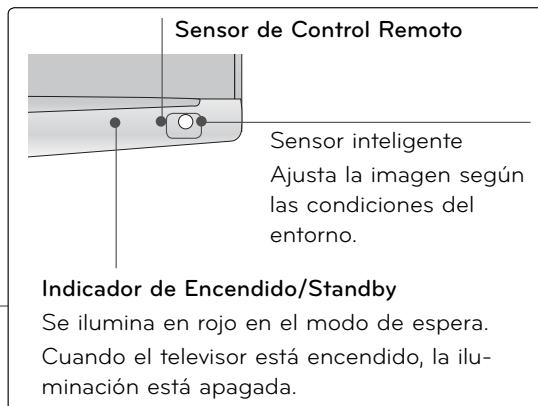 Sensor de Control Remoto
Sensor inteligente
Ajusta la imagen según
las condiciones del
entorno.
Indicador de Encendido/Standby
Se ilumina en rojo en el modo de espera.
Cuando el televisor está encendido, la ilu-
minación está apagada.